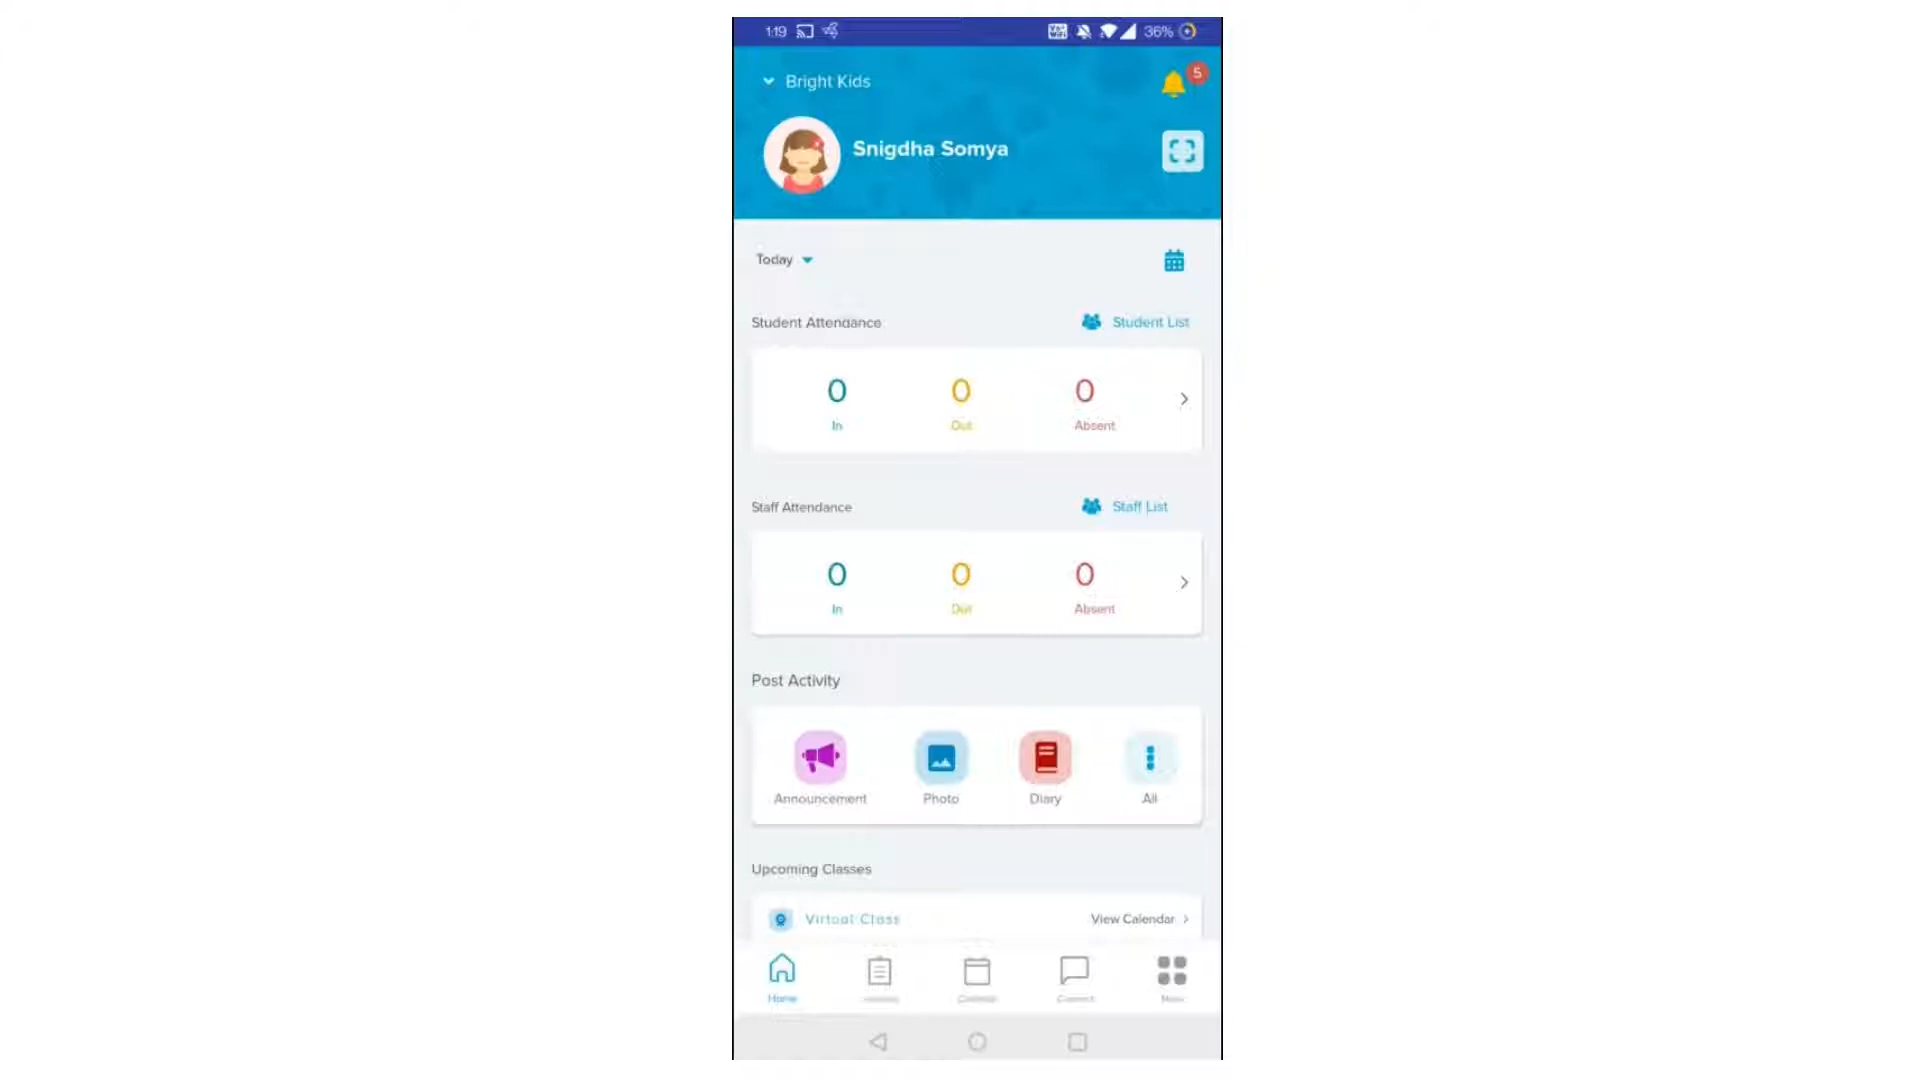 1:19 36%
Bright Kids
5
Snigdha Somya
Today
Student Attendance Student List
0 0 0
In Out Absent
Staff Attendance Staff List
0 0 0
In Out Absent
Post Activity
Announcement Photo Diary All
Upcoming Classes
Virtual Class View Calendar
Home